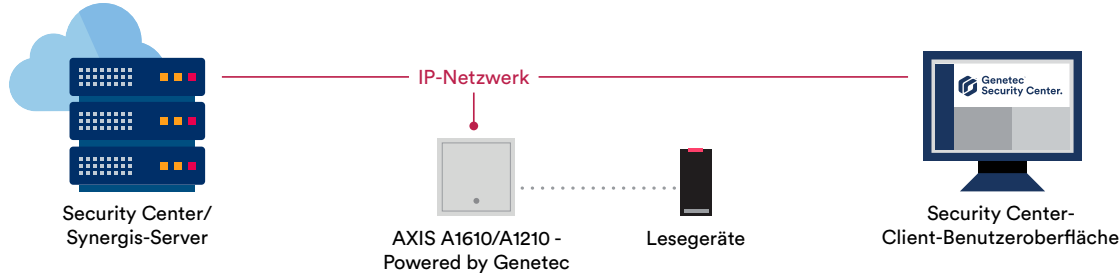 IP-Netzwerk
Genetec
Security Center.
Security Center/
Synergis-Server
AXIS A1610/A1210 -
Powered by Genetec
Lesegeräte
Security Center-
Client-Benutzeroberfläche